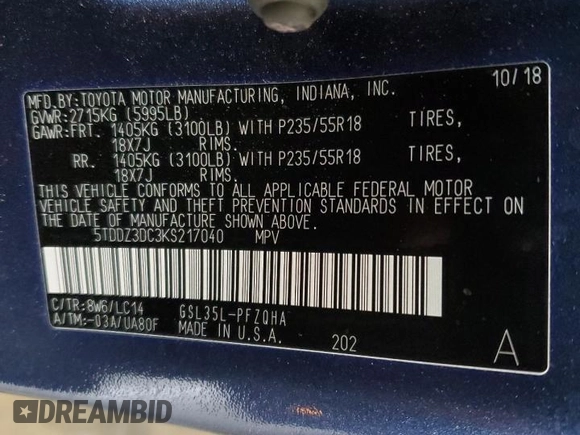 MFD.BY:TOYOTA MOTOR MANUFACTURING, INDIANA, INC. 10/18
GVWR:2715KG (5995LB)
GAWR:FRT. 1405KG (3100LB) WITH P235/55R18 TIRES,
18X7J RIMS.
RR. 1405KG (3100LB) WITH P235/55R18 TIRES,
18X7J RIMS.
THIS VEHICLE CONFORMS TO ALL APPLICABLE FEDERAL MOTOR
VEHICLE SAFETY AND THEFT PREVENTION STANDARDS IN EFFECT ON
THE DATE OF MANUFACTURE SHOWN ABOVE.
5TDDZ3DC3KS217040 MPV
C/TR:8W6/LC14 GSL35L-PFZQHA
A/TM:-03A/UA80F MADE IN U.S.A. 202 A
DREAMBID